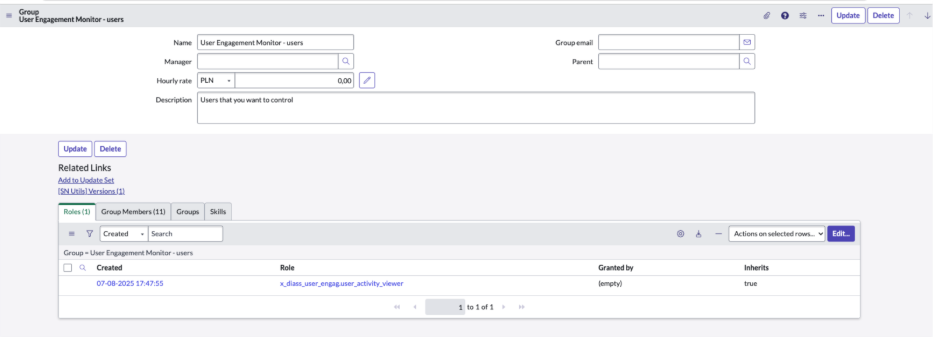 Group
User Engagement Monitor - users
Update Delete
Name User Engagement Monitor - users Group email
Manager Parent
Hourly rate PLN 0,00
Description Users that you want to control
Update Delete
Related Links
Add to Update Set
[SN Utils] Versions (1)
Roles (1) Group Members (11) Groups Skills
Created Search Actions on selected rows... Edit...
Group = User Engagement Monitor - users
Created Role Granted by Inherits
07-08-2025 17:47:55 x_diass_user_engag.user_activity_viewer (empty) true
1 to 1 of 1